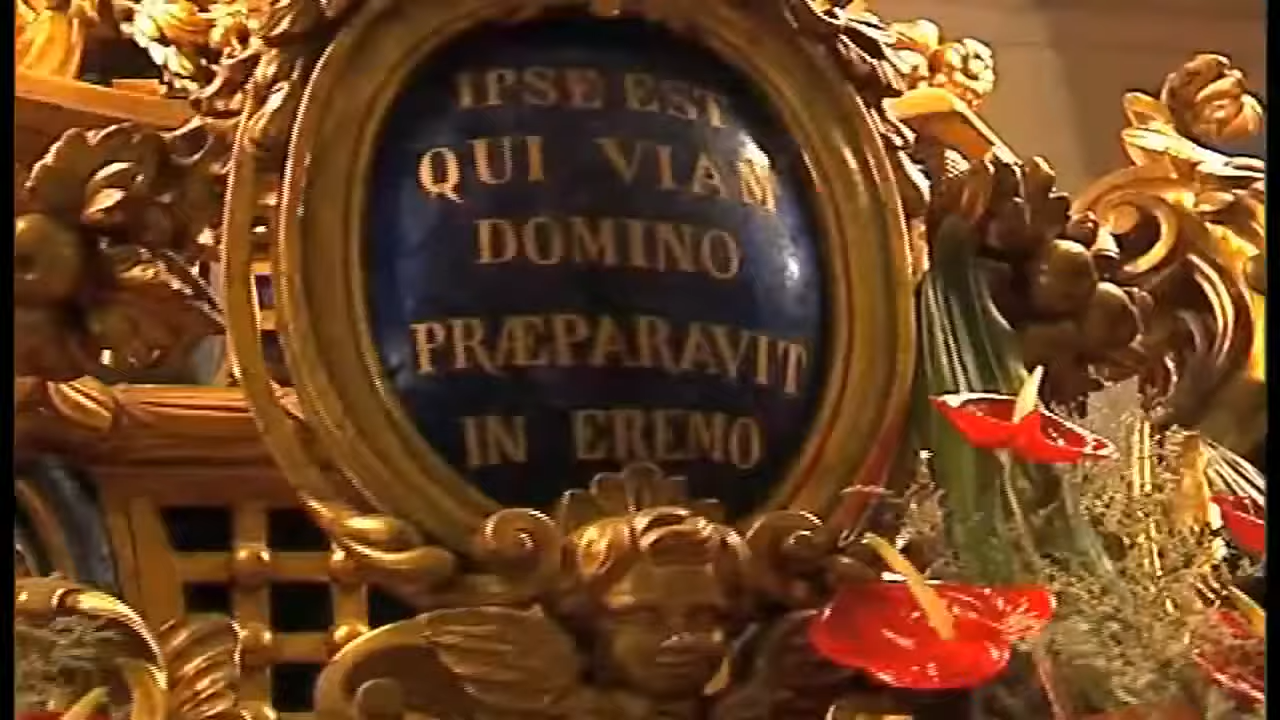 IPSE EST
QUI VIAM
DOMINO
PRÆPARAVIT
IN EREMO